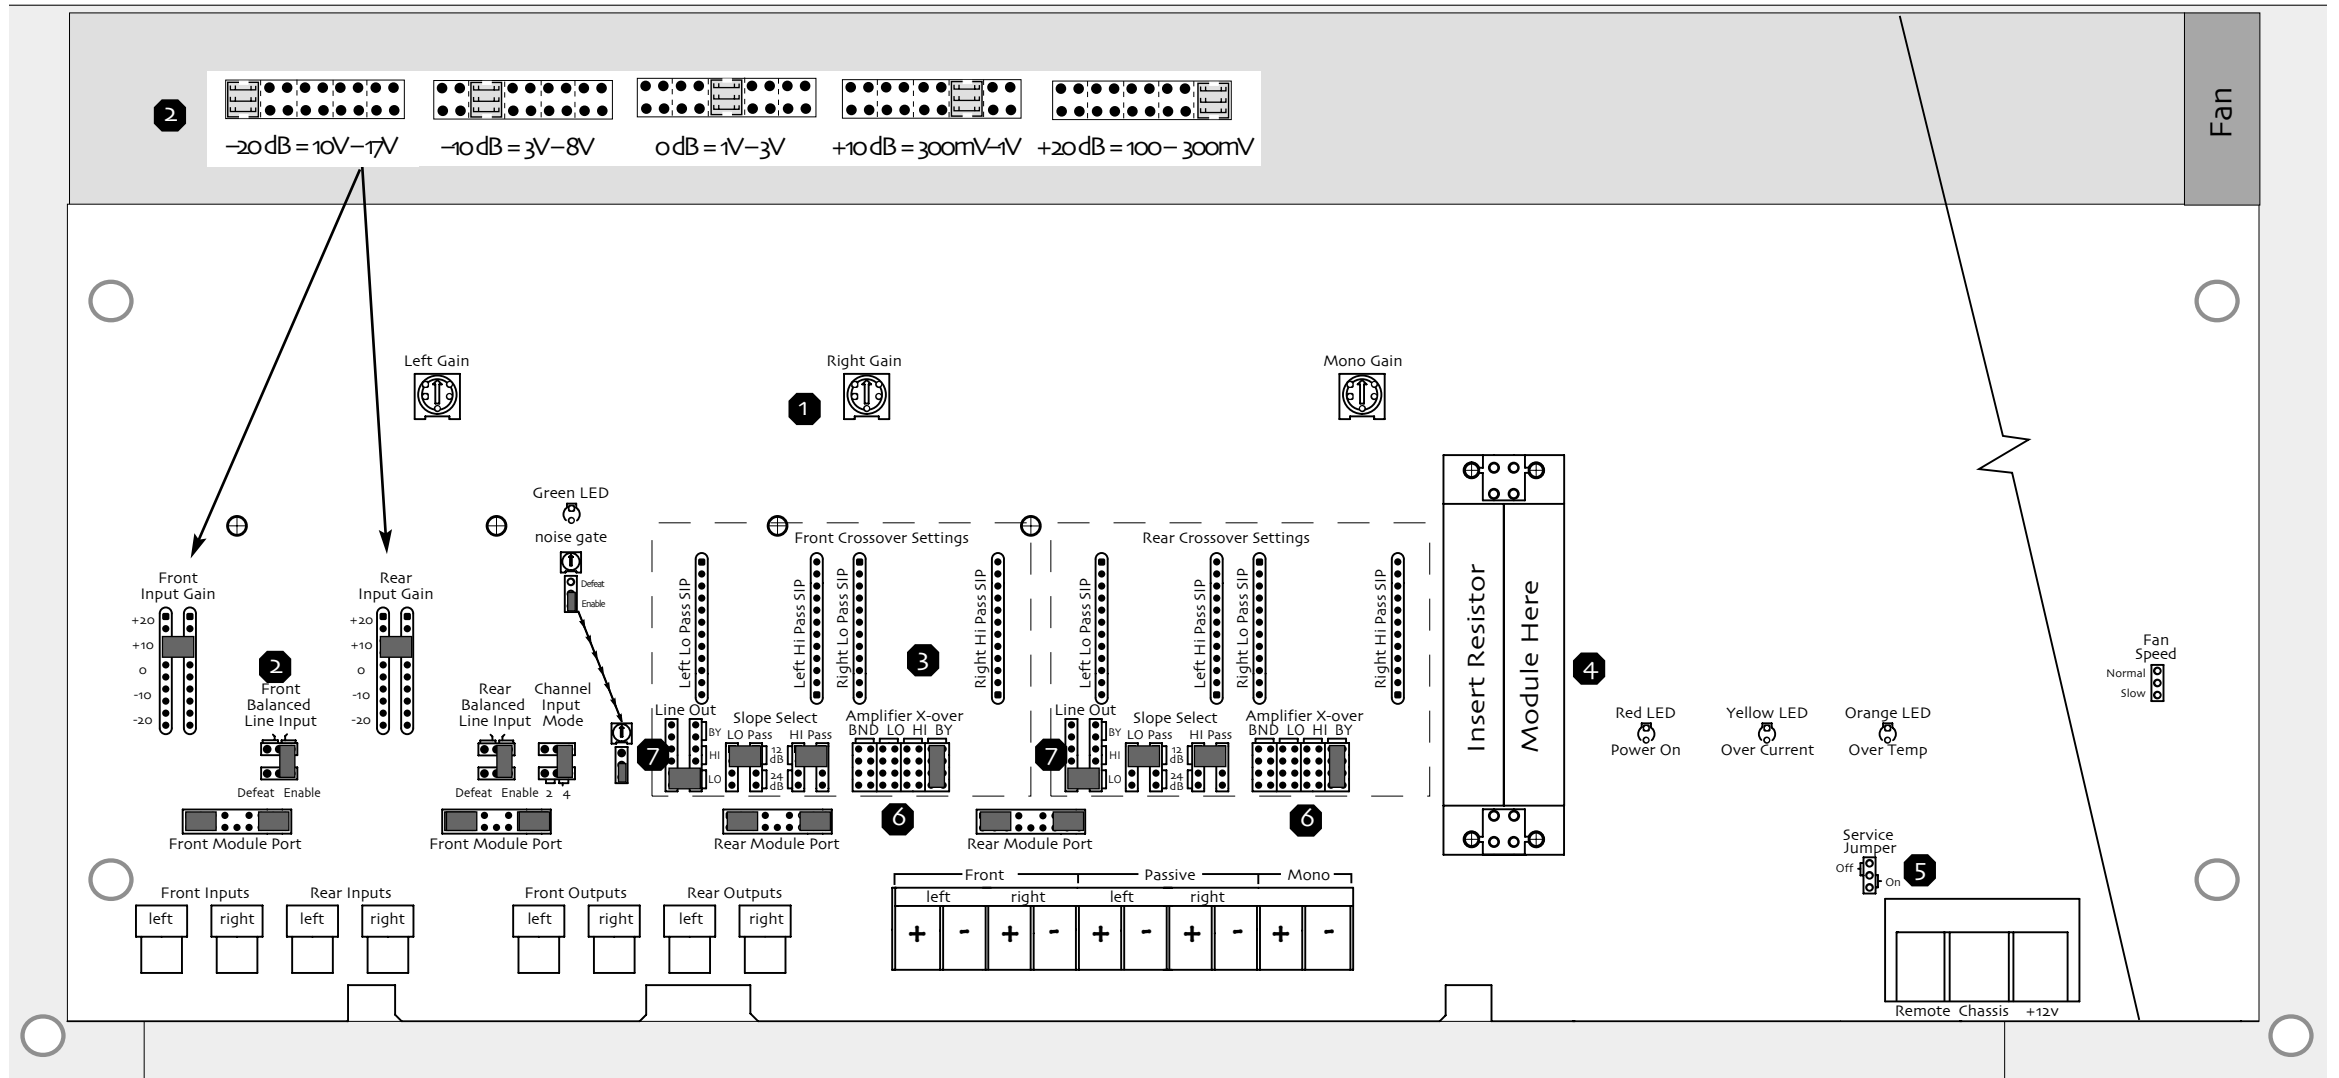 2
-20 dB = 10V-17V
-10 dB = 3V-8V
0 dB = 1V-3V
+10 dB = 300mV-1V
+20 dB = 100 - 300mV
Fan
Left Gain
Right Gain
Mono Gain
1
Green LED
noise gate
Defeat
Enable
Front
Input Gain
+20
+10
0
-10
-20
Rear
Input Gain
+20
+10
0
-10
-20
2
Front
Balanced
Line Input
Defeat Enable
Rear
Balanced
Line Input
Defeat Enable
Channel
Input
Mode
2 4
Front Crossover Settings
Left Lo Pass SIP
Left Hi Pass SIP
Right Lo Pass SIP
Right Hi Pass SIP
3
Line Out
BY
HI
LO
7
Slope Select
LO Pass HI Pass
12
dB
24
dB
Amplifier X-over
BND LO HI BY
6
Rear Crossover Settings
Left Lo Pass SIP
Left Hi Pass SIP
Right Lo Pass SIP
Right Hi Pass SIP
Line Out
BY
HI
LO
7
Slope Select
LO Pass HI Pass
12
dB
24
dB
Amplifier X-over
BND LO HI BY
6
Insert Resistor
Module Here
4
Red LED
Power On
Yellow LED
Over Current
Orange LED
Over Temp
Fan
Speed
Normal
Slow
Front Module Port
Front Module Port
Rear Module Port
Rear Module Port
Service
Jumper
Off
On
5
Front Inputs
left right
Rear Inputs
left right
Front Outputs
left right
Rear Outputs
left right
Front Passive Mono
left right left right
+ - + - + - + - + -
Remote Chassis +12v